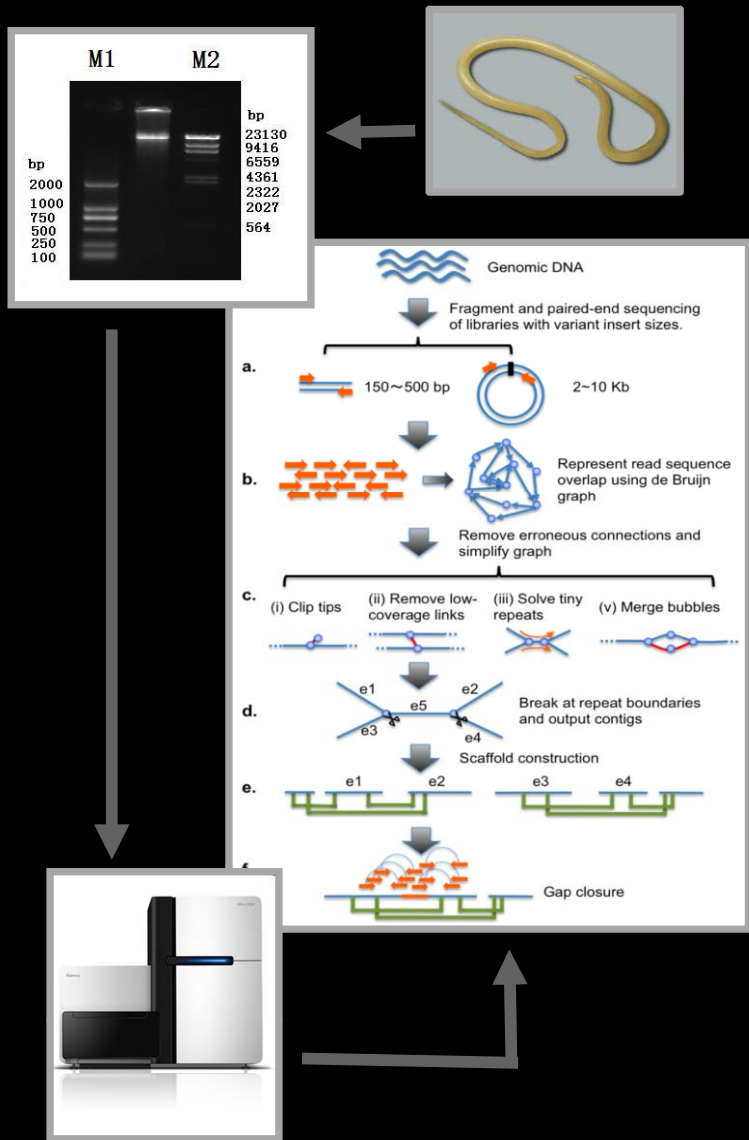 M1 M2
bp
23130
9416
6559
4361
2322
2027
564
bp
2000
1000
750
500
250
100
Genomic DNA
Fragment and paired-end sequencing
of libraries with variant insert sizes.
a.
150~500 bp
2~10 Kb
b.
Represent read sequence
overlap using de Bruijn
graph
Remove erroneous connections and
simplify graph
c.
(i) Clip tips
(ii) Remove low-
coverage links
(iii) Solve tiny
repeats
(v) Merge bubbles
d.
e1
e2
e5
e3
e4
Break at repeat boundaries
and output contigs
Scaffold construction
e.
e1 e2 e3 e4
Gap closure